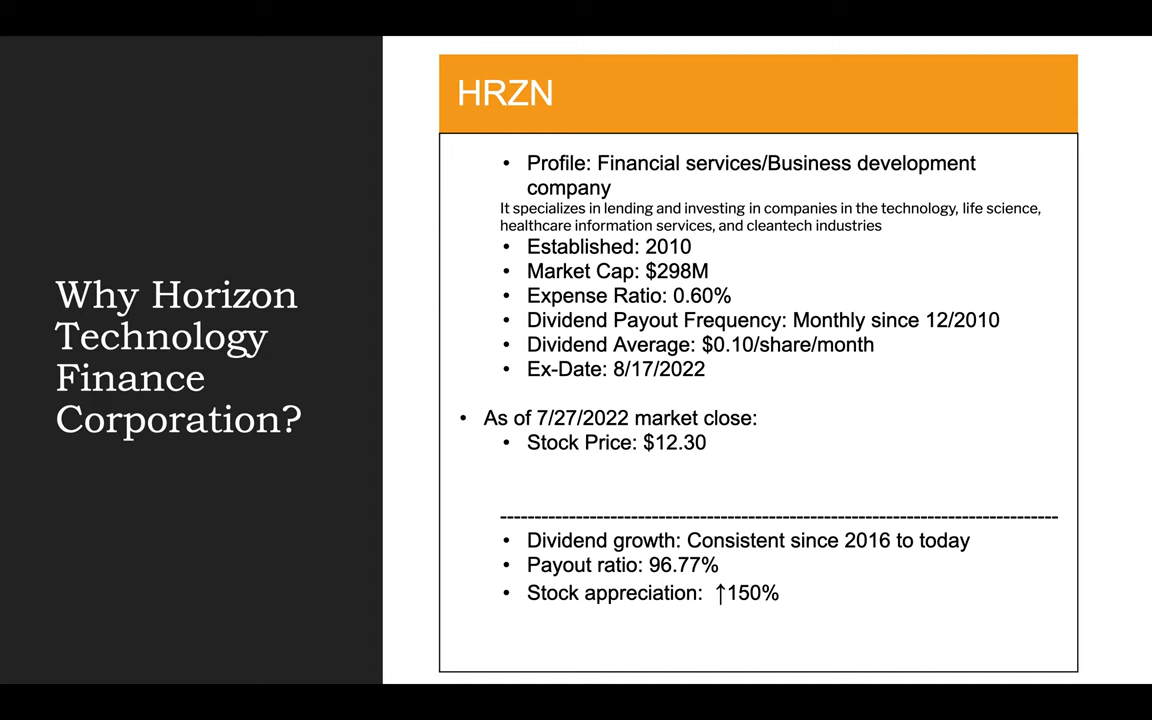 Why Horizon
Technology
Finance
Corporation?
HRZN
• Profile: Financial services/Business development
company
It specializes in lending and investing in companies in the technology, life science,
healthcare information services, and cleantech industries
• Established: 2010
• Market Cap: $298M
• Expense Ratio: 0.60%
• Dividend Payout Frequency: Monthly since 12/2010
• Dividend Average: $0.10/share/month
• Ex-Date: 8/17/2022
• As of 7/27/2022 market close:
• Stock Price: $12.30
--------------------------------------------------------------------------------
• Dividend growth: Consistent since 2016 to today
• Payout ratio: 96.77%
• Stock appreciation: ↑150%